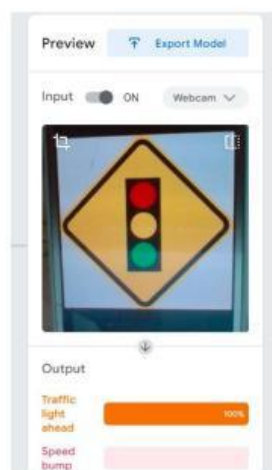 Preview
Export Model
Input
ON
Webcam
Output
Traffic
light
ahead
100%
Speed
bump